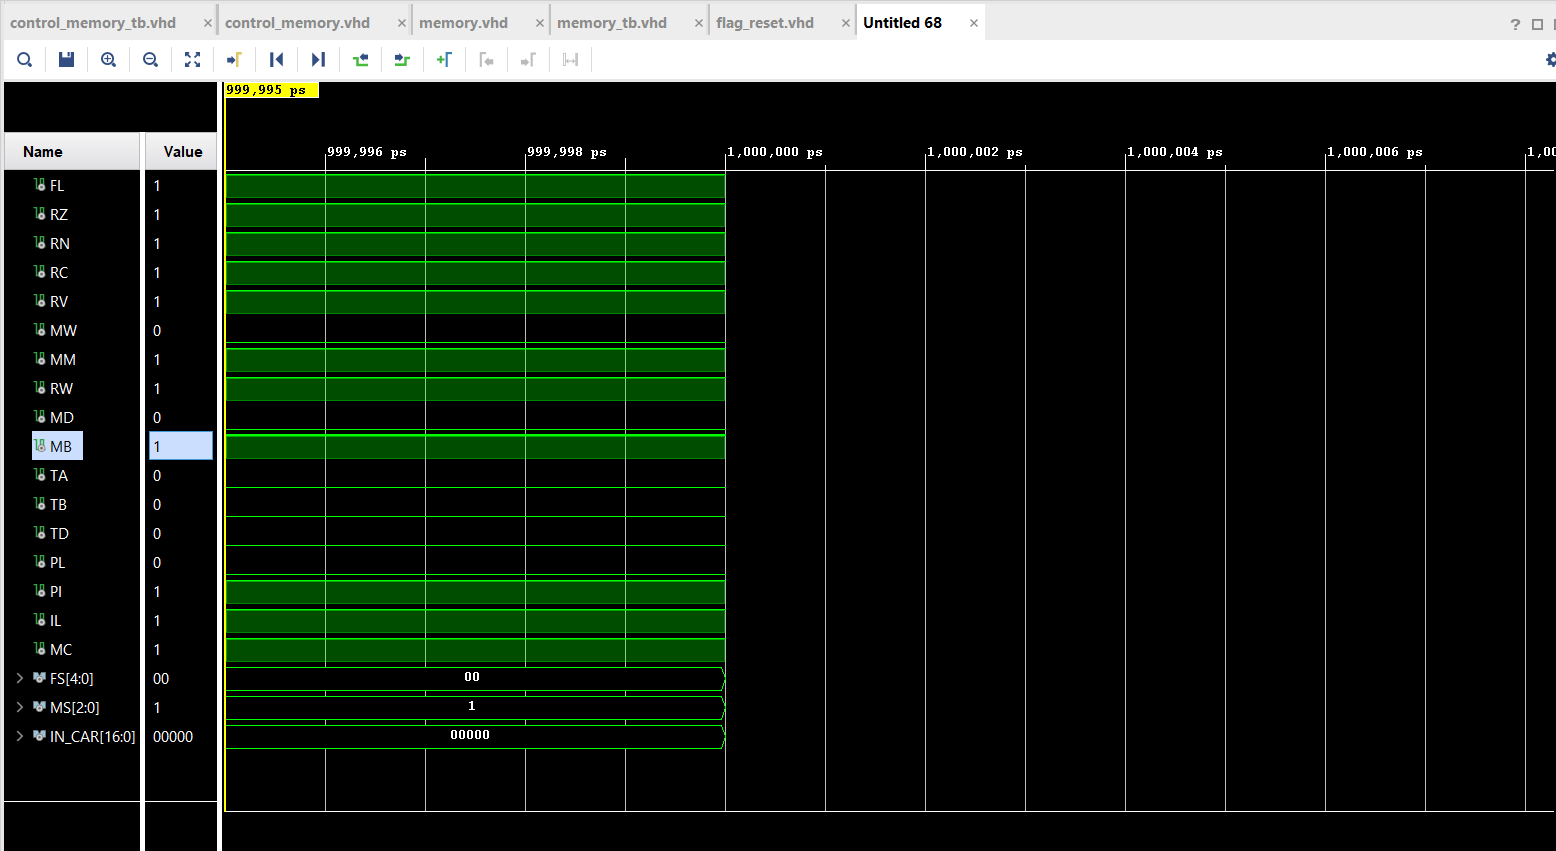 control_memory_tb.vhd × control_memory.vhd × memory.vhd × memory_tb.vhd × flag_reset.vhd × Untitled 68 × ?
999,995 ps
Name Value 999,996 ps 999,998 ps 1,000,000 ps 1,000,002 ps 1,000,004 ps 1,000,006 ps 1,00
FL 1
RZ 1
RN 1
RC 1
RV 1
MW 0
MM 1
RW 1
MD 0
MB 1
TA 0
TB 0
TD 0
PL 0
PI 1
IL 1
MC 1
FS[4:0] 00 00
MS[2:0] 1 1
IN_CAR[16:0] 00000 00000